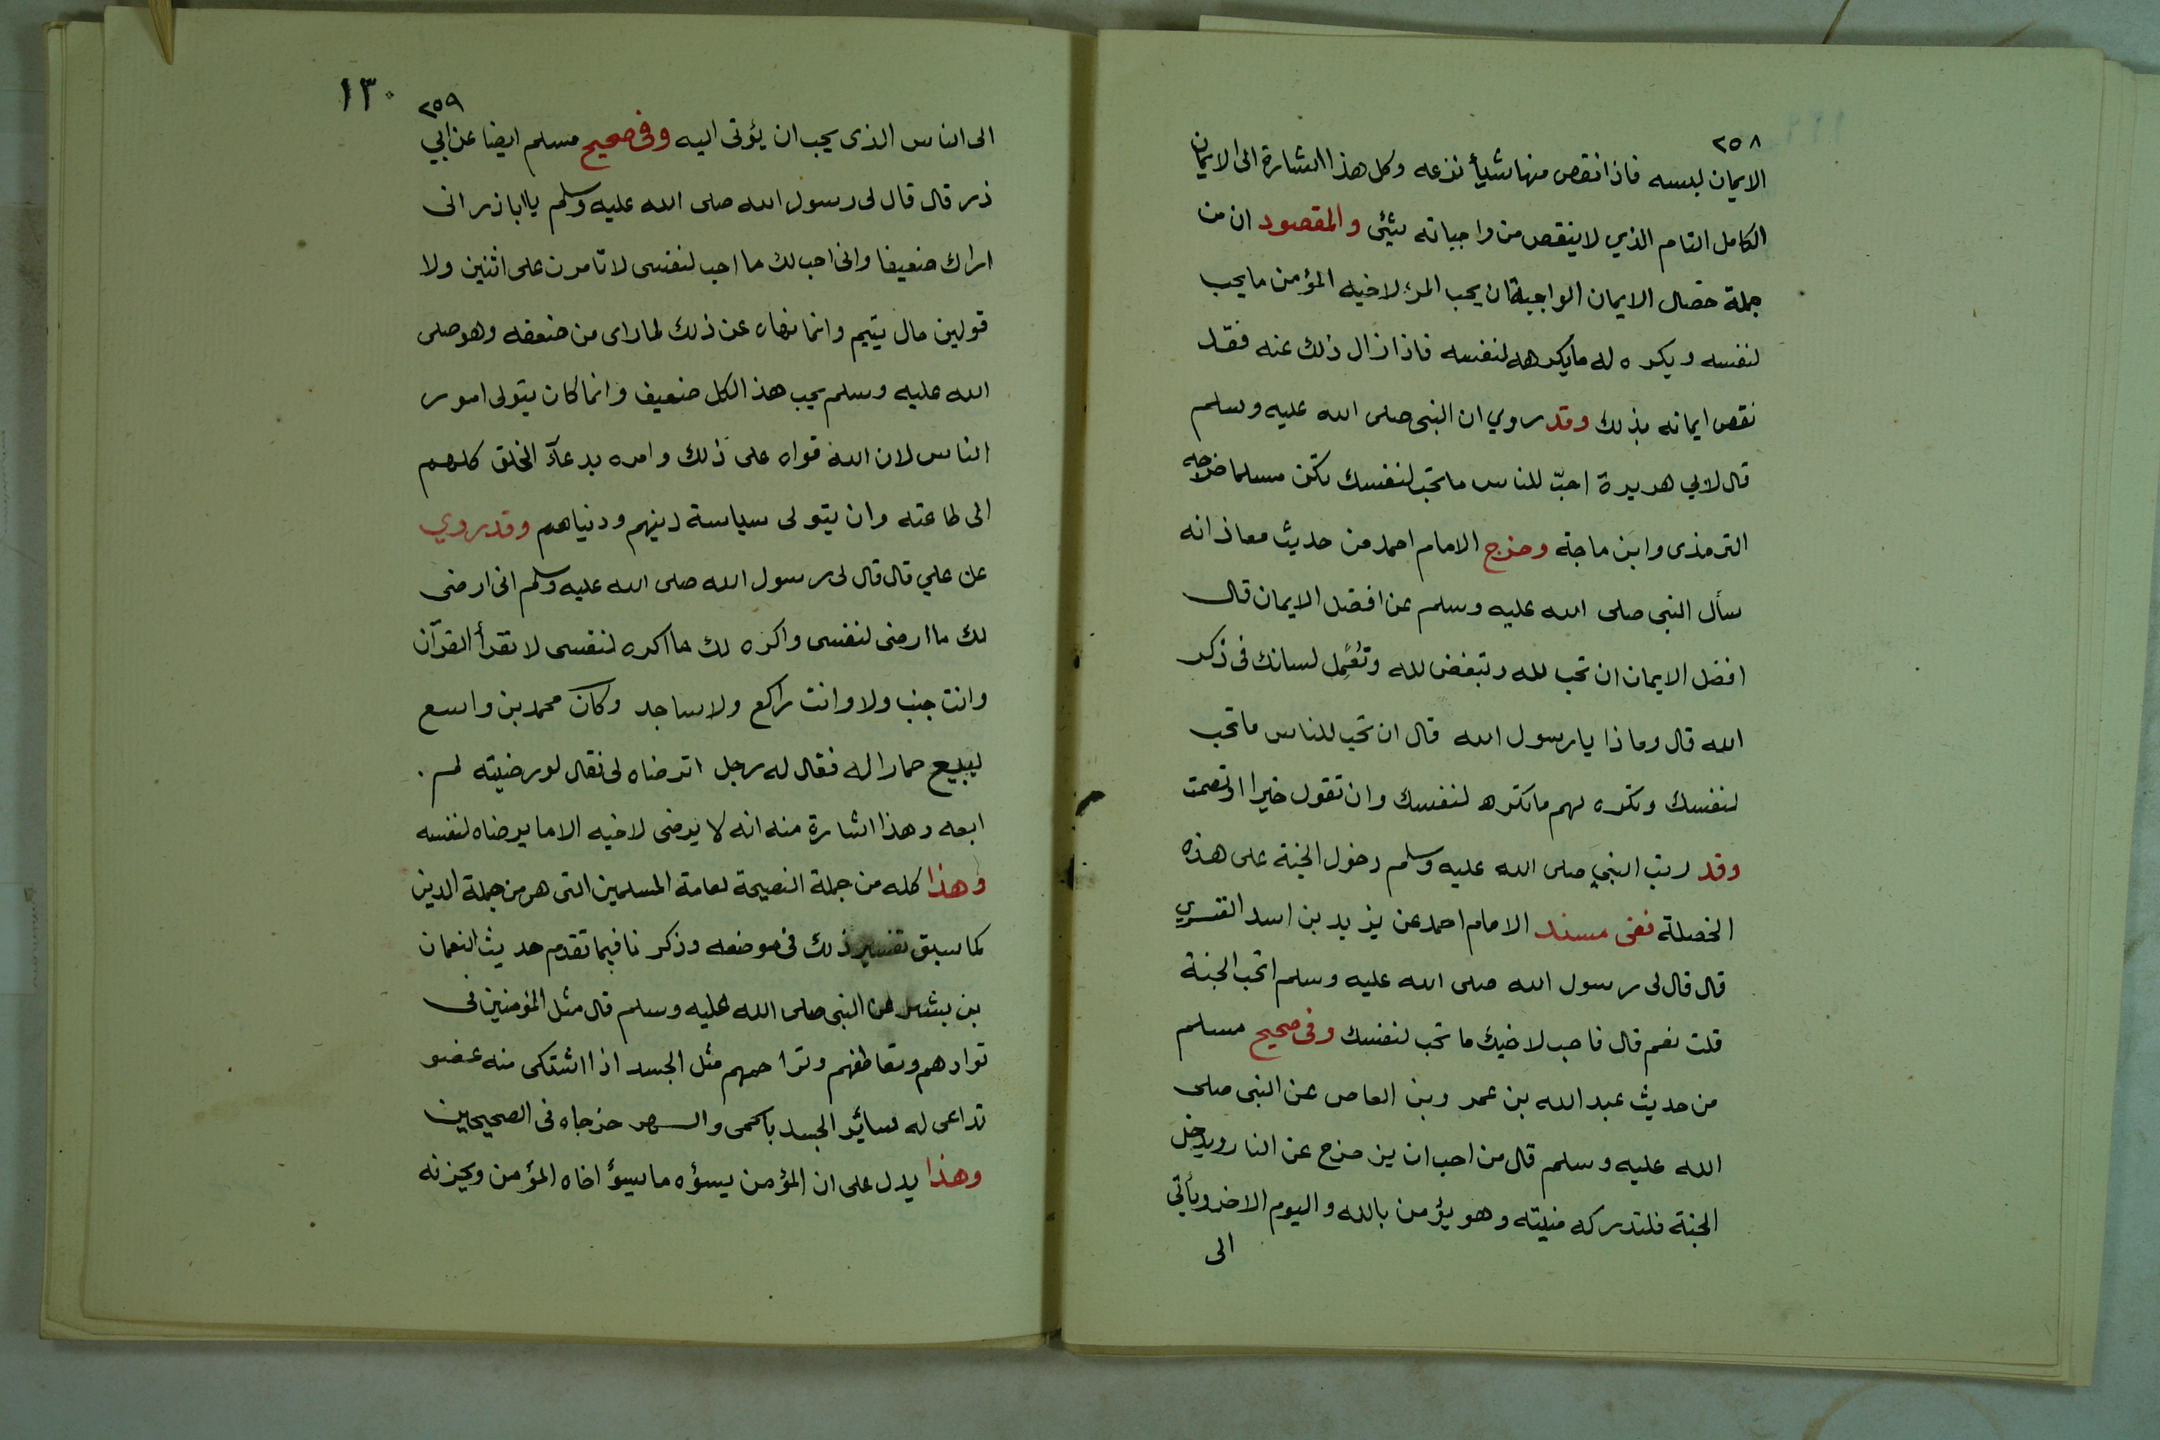 ٢٥٨
الايمان لبسه فاذا نقص منها شيأ نزعه وكل هذا اشارة الى الايمان
الكامل التام الذي لا ينقص من واجباته شيئ والمقصود ان من
جملة خصال الايمان الواجبة ان يحب المرء لاخيه المؤمن ما يحب
لنفسه ويكره له ما يكرهه لنفسه فاذا زال ذلك عنه فقد
نقص ايمانه بذلك وقد روي ان النبي صلى الله عليه وسلم
قال لابي هريرة احبّ للناس ما تحب لنفسك تكن مسلما خرجه
الترمذى وابن ماجة وخرج الامام احمد من حديث معاذ انه
سأل النبي صلى الله عليه وسلم عن افضل الايمان قال
افضل الايمان ان تحب لله وتبغض لله وتُعمِل لسانك فى ذكر
الله قال وماذا يا رسول الله قال ان تحب للناس ما تحب
لنفسك وتكره لهم ما تكره لنفسك وان تقول خيرا او تصمت
وقد رتب النبي صلى الله عليه وسلم دخول الجنة على هذه
الخصلة ففى مسند الامام احمد عن يزيد بن اسد القسري
قال قال لى رسول الله صلى الله عليه وسلم اتحب الجنة
قلت نعم قال فاحب لاخيك ما تحب لنفسك وفى صحيح مسلم
من حديث عبد الله بن عمر وبن العاص عن النبى صلى
الله عليه وسلم قال من احب ان يزحزح عن النار ويدخل
الجنة فلتدركه منيته وهو يؤمن بالله واليوم الاخر ويأتي
الى
١٣٠
٢٥٩
الى الناس الذى يحب ان يؤتى اليه وفى صحيح مسلم ايضا عن ابي
ذر قال قال لى رسول الله صلى الله عليه وسلم يا ابا ذر انى
اراك ضعيفا وانى احب لك ما احب لنفسى لا تامرن على اثنين ولا
تولين مال يتيم وانما نهاه عن ذلك لما راى من ضعفه وهو صلى
الله عليه وسلم يحب هذا لكل ضعيف وانما كان يتولى امور
الناس لان الله قواه على ذلك وامره بدعآء الخلق كلهم
الى طاعته وان يتولى سياسة دينهم ودنياهم وقد روي
عن علي قال قال لى رسول الله صلى الله عليه وسلم انى ارضى
لك ما ارضى لنفسى واكره لك ما اكره لنفسى لا تقرأ القرآن
وانت جنب ولا وانت راكع ولا ساجد وكان محمد بن واسع
يبيع حمارا له فقال له رجل اترضاه لى فقال لو رضيته لم
ابعه وهذا اشارة منه انه لا يرضى لاخيه الا ما يرضاه لنفسه
وهذا كله من جملة النصيحة لعامة المسلمين التى هى من جملة الدين
كما سبق تفسير ذلك فى موضعه وذكرنا فيما تقدم حديث النعمان
بن بشير عن النبى صلى الله عليه وسلم قال مثل المؤمنين فى
توادهم وتعاطفهم وتراحمهم مثل الجسد اذا اشتكى منه عضو
تداعى له سائر الجسد بالحمى والسهر خرجاه فى الصحيحين
وهذا يدل على ان المؤمن يسؤه ما يسؤ اخاه المؤمن ويحزنه